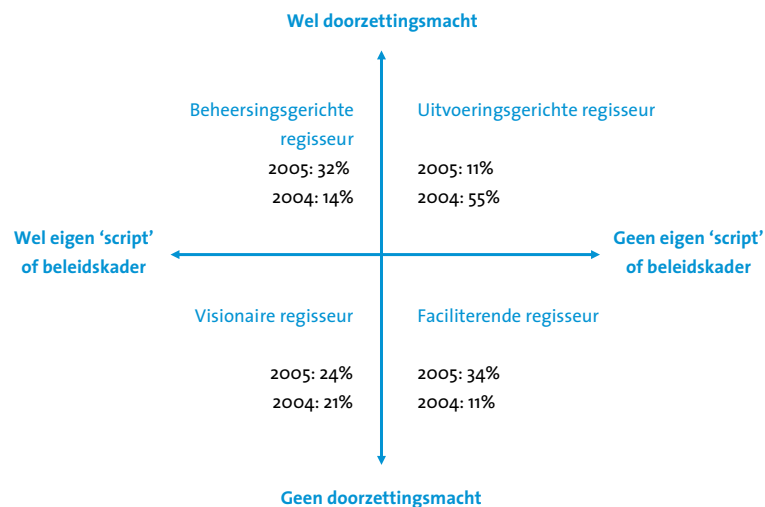 Wel doorzettingsmacht
Beheersingsgerichte
regisseur
2005: 32%
2004: 14%
Uitvoeringsgerichte regisseur
2005: 11%
2004: 55%
Wel eigen ‘script’
of beleidskader
Geen eigen ‘script’
of beleidskader
Visionaire regisseur
2005: 24%
2004: 21%
Faciliterende regisseur
2005: 34%
2004: 11%
Geen doorzettingsmacht